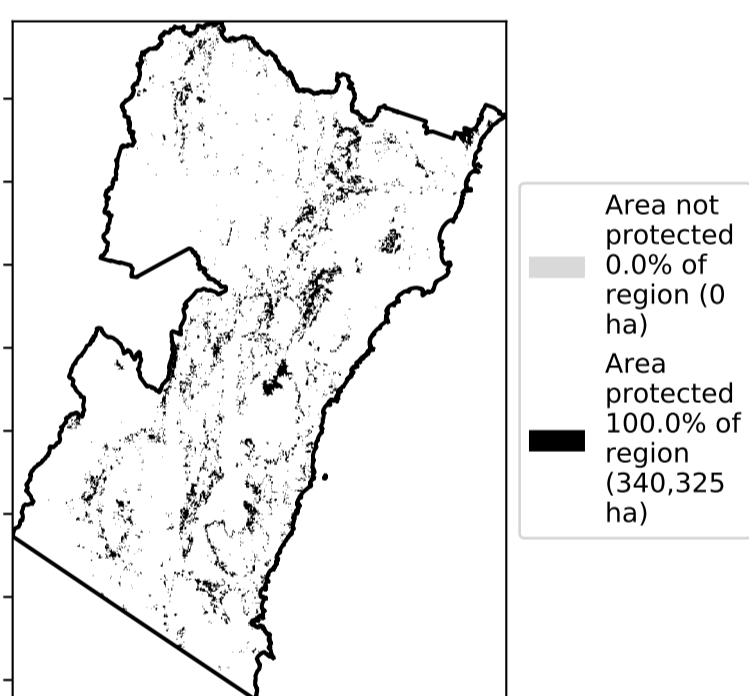 Area not
protected
0.0% of
region (0
ha)
Area
protected
100.0% of
region
(340,325
ha)